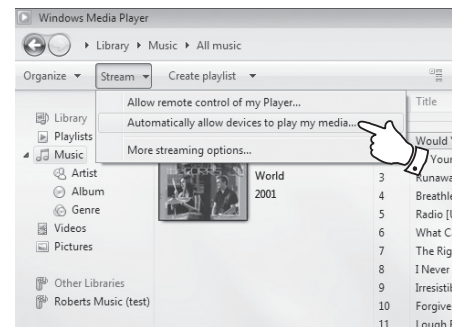 Windows Media Player
Library Music All music
Organize Stream Create playlist
Allow remote control of my Player...
Automatically allow devices to play my media...
More streaming options...
Title
Library
Playlists
Music
Artist
Album
Genre
Videos
Pictures
Other Libraries
Roberts Music (test)
World
2001
Would
Your
3 Runawa
4 Breathle
5 Radio [U
6 What C
7 The Rig
8 I Never
9 Irresistib
10 Forgive
11 Lough